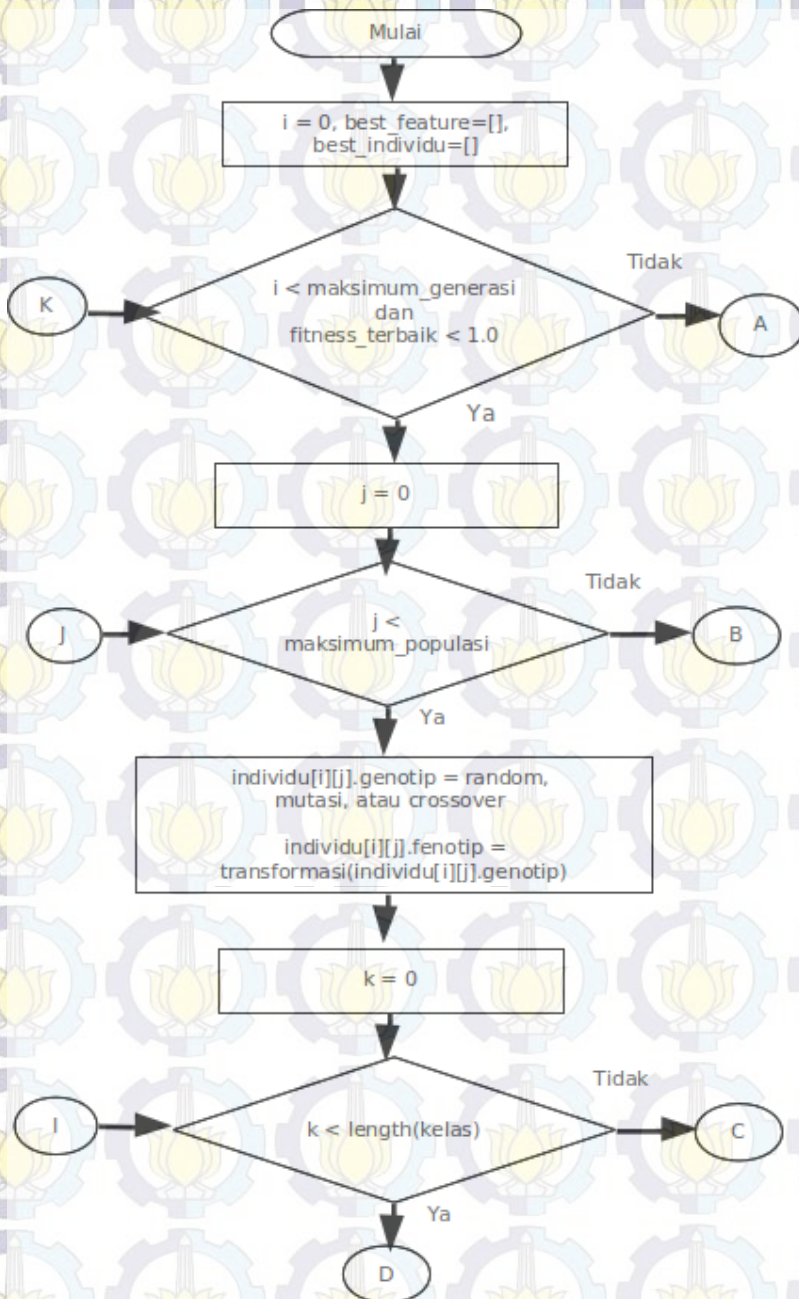 Mulai
i = 0, best_feature=[],
best_individu=[]
Tidak
i < maksimum_generasi
dan
fitness_terbaik < 1.0
K
A
Ya
j = 0
Tidak
j <
maksimum_populasi
J
B
Ya
individu[i][j].genotip = random,
mutasi, atau crossover
individu[i][j].fenotip =
transformasi(individu[i][j].genotip)
k = 0
Tidak
I
k < length(kelas)
C
Ya
D